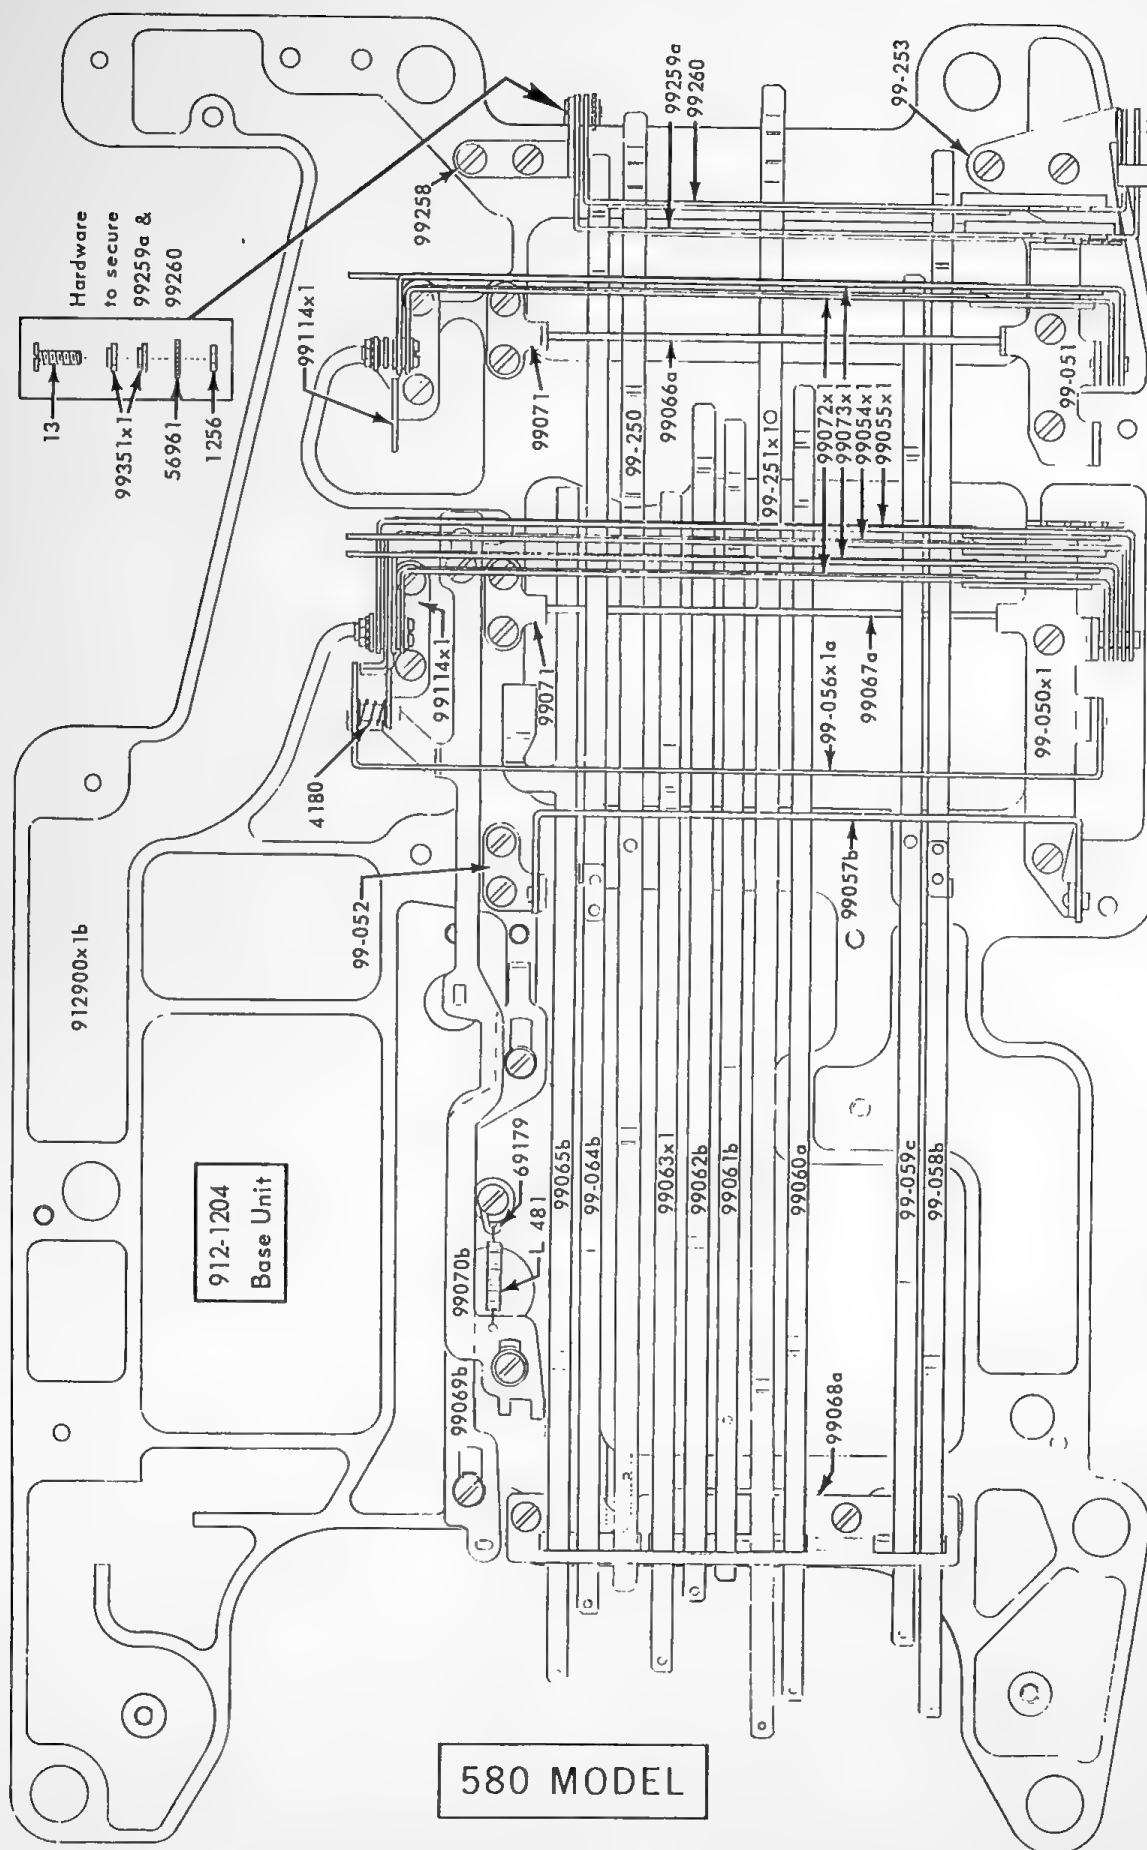 Hardware
to secure
99259a &
99260
13
99351x1
56961
1256
99258
99259a
99260
99-253
99114x1
99071
99066a
99-250
99-251x10
99072x1
99073x1
99054x1
99055x1
99-051
4180
99114x1
99071
99067a
99-056x1a
99-050x1
99-052
99057b
912900x1b
912-1204
Base Unit
69179
L 481
99070b
99069b
99065b
99-064b
99063x1
99062b
99061b
99060a
99-059c
99-058b
99068a
580 MODEL